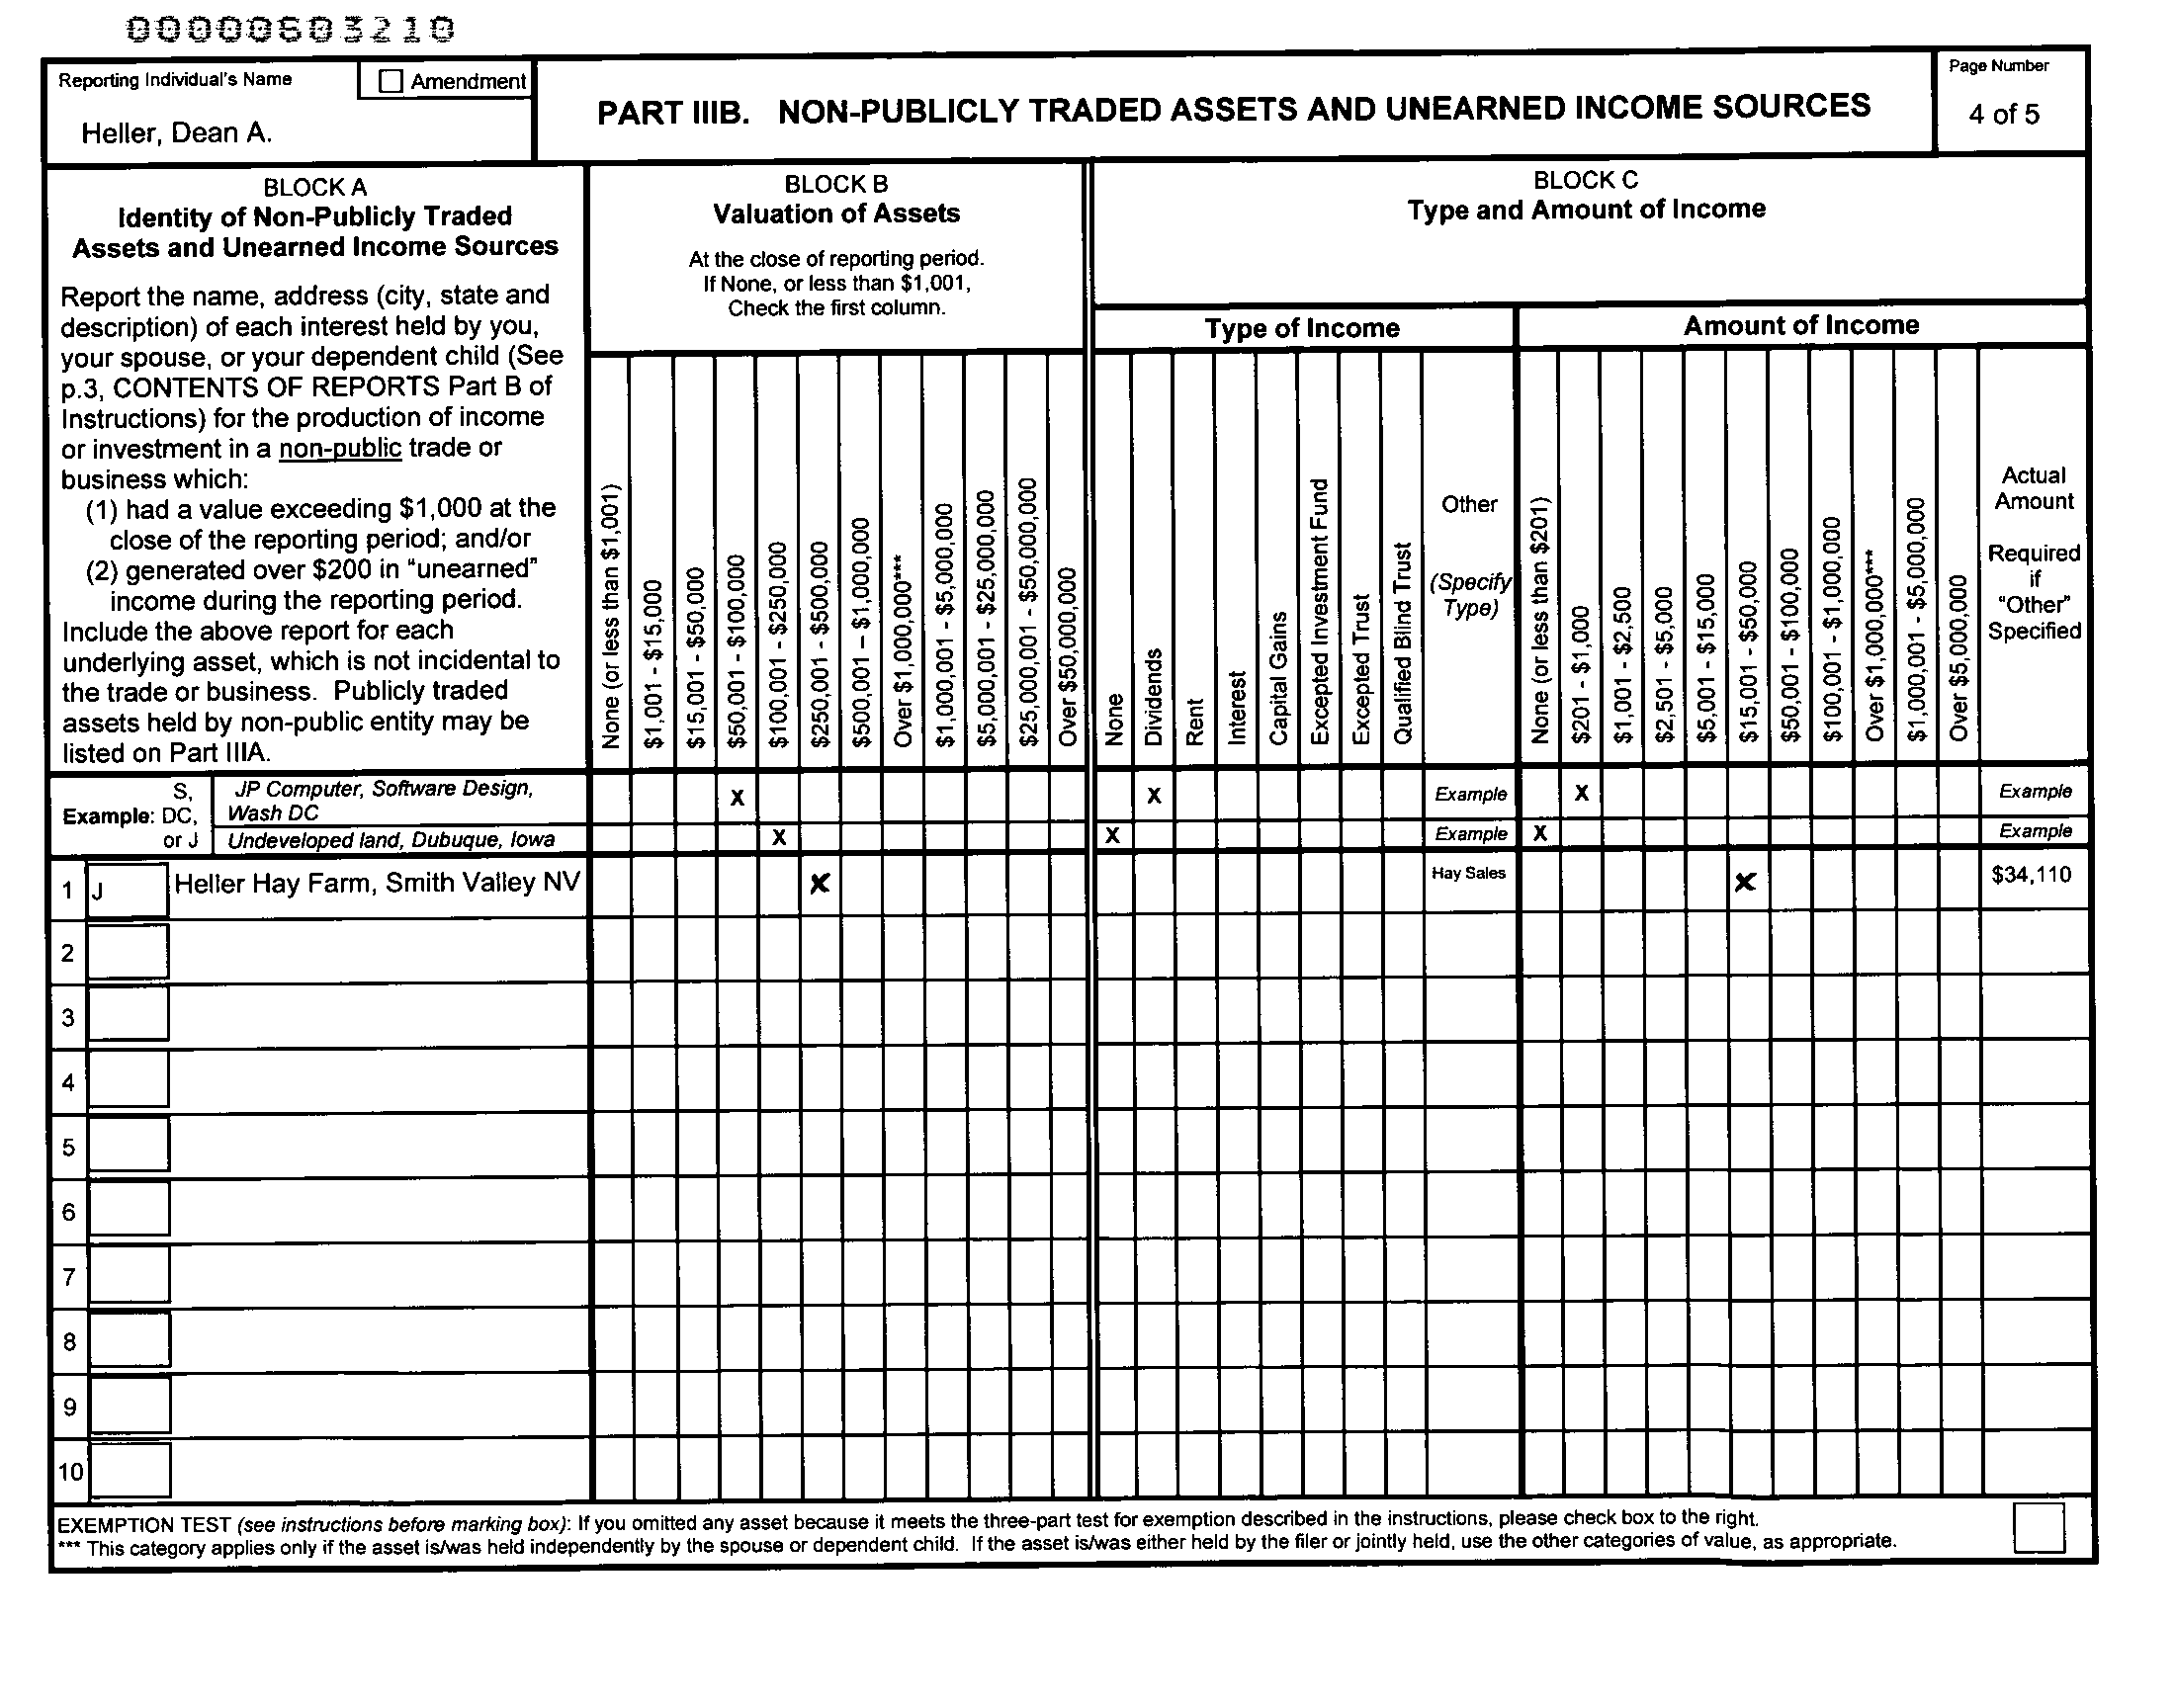 00000603210
Reporting Individual's Name
☐ Amendment
Heller, Dean A.
PART IIIB. NON-PUBLICLY TRADED ASSETS AND UNEARNED INCOME SOURCES
Page Number
4 of 5
BLOCK A
Identity of Non-Publicly Traded
Assets and Unearned Income Sources
Report the name, address (city, state and
description) of each interest held by you,
your spouse, or your dependent child (See
p.3, CONTENTS OF REPORTS Part B of
Instructions) for the production of income
or investment in a non-public trade or
business which:
(1) had a value exceeding $1,000 at the
close of the reporting period; and/or
(2) generated over $200 in "unearned"
income during the reporting period.
Include the above report for each
underlying asset, which is not incidental to
the trade or business. Publicly traded
assets held by non-public entity may be
listed on Part IIIA.
BLOCK B
Valuation of Assets
At the close of reporting period.
If None, or less than $1,001,
Check the first column.
None (or less than $1,001)
$1,001 - $15,000
$15,001 - $50,000
$50,001 - $100,000
$100,001 - $250,000
$250,001 - $500,000
$500,001 – $1,000,000
Over $1,000,000***
$1,000,001 - $5,000,000
$5,000,001 - $25,000,000
$25,000,001 - $50,000,000
Over $50,000,000
BLOCK C
Type and Amount of Income
Type of Income
None
Dividends
Rent
Interest
Capital Gains
Excepted Investment Fund
Excepted Trust
Qualified Blind Trust
Other
(Specify
Type)
Amount of Income
None (or less than $201)
$201 - $1,000
$1,001 - $2,500
$2,501 - $5,000
$5,001 - $15,000
$15,001 - $50,000
$50,001 - $100,000
$100,001 - $1,000,000
Over $1,000,000***
$1,000,001 - $5,000,000
Over $5,000,000
Actual
Amount
Required
if
"Other"
Specified
Example:
S,
DC,
or J
JP Computer, Software Design,
Wash DC
X X Example X Example
Undeveloped land, Dubuque, Iowa X X Example X Example
1 J Heller Hay Farm, Smith Valley NV X Hay Sales X $34,110
2
3
4
5
6
7
8
9
10
EXEMPTION TEST (see instructions before marking box): If you omitted any asset because it meets the three-part test for exemption described in the instructions, please check box to the right.
*** This category applies only if the asset is/was held independently by the spouse or dependent child. If the asset is/was either held by the filer or jointly held, use the other categories of value, as appropriate.